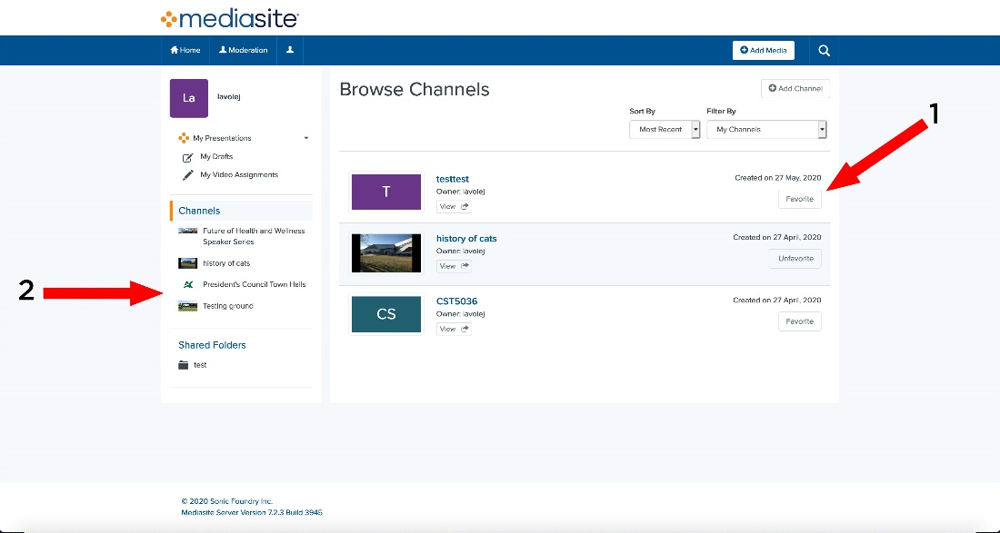 mediasite
Home Moderation Add Media
La lavoiej
My Presentations
My Drafts
My Video Assignments
Channels
Future of Health and Wellness
Speaker Series
history of cats
President's Council Town Halls
Testing ground
Shared Folders
test
2
Browse Channels
Add Channel
Sort By Filter By
Most Recent My Channels
1
T
testtest
Owner: lavoiej
View
Created on 27 May, 2020
Favorite
history of cats
Owner: lavoiej
View
Created on 27 April, 2020
Unfavorite
CS
CST5036
Owner: lavoiej
View
Created on 27 April, 2020
Favorite
© 2020 Sonic Foundry Inc.
Mediasite Server Version 7.2.3 Build 3945